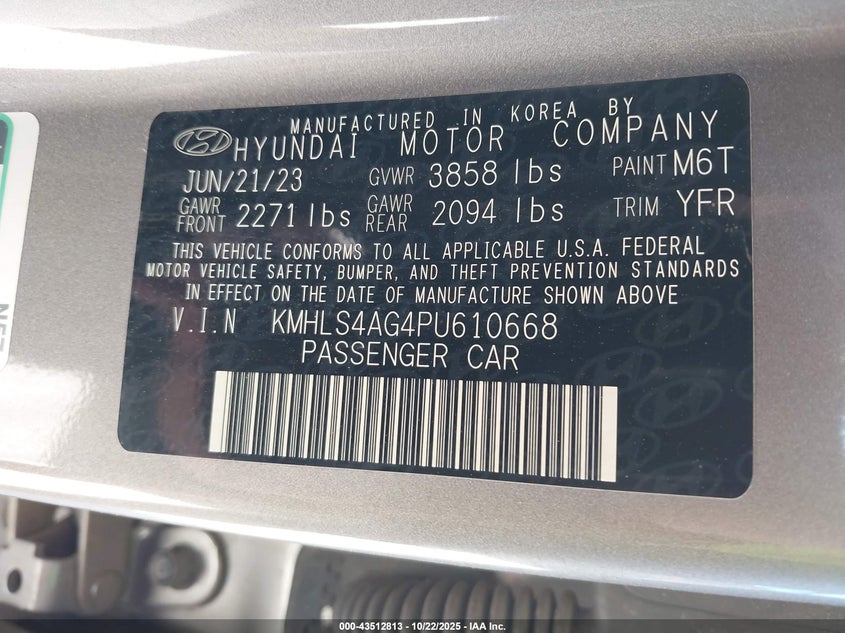 MANUFACTURED IN KOREA BY
HYUNDAI MOTOR COMPANY
JUN/21/23 GVWR 3858 lbs PAINT M6T
GAWR FRONT 2271 lbs GAWR REAR 2094 lbs TRIM YFR
THIS VEHICLE CONFORMS TO ALL APPLICABLE U.S.A. FEDERAL
MOTOR VEHICLE SAFETY, BUMPER, AND THEFT PREVENTION STANDARDS
IN EFFECT ON THE DATE OF MANUFACTURE SHOWN ABOVE
V.I.N KMHLS4AG4PU610668
PASSENGER CAR
000-43512813 - 10/22/2025 - IAA Inc.